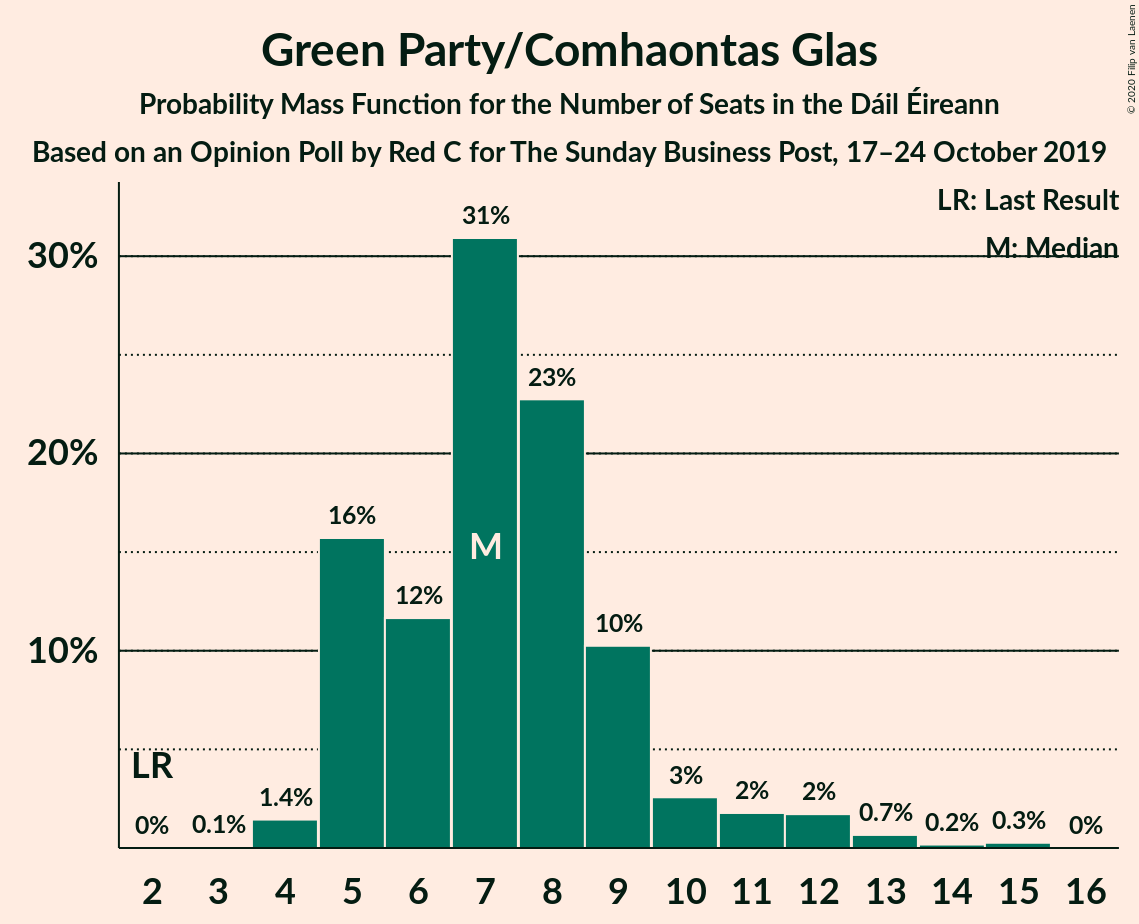 Green Party/Comhaontas Glas
Probability Mass Function for the Number of Seats in the Dáil Éireann
Based on an Opinion Poll by Red C for The Sunday Business Post, 17–24 October 2019
© 2020 Filip van Laenen
LR: Last Result
M: Median
31%
30%
23%
20%
16%
M
12%
10%
10%
LR
0%
0.1%
1.4%
3%
2%
2%
0.7%
0.2%
0.3%
0%
2 3 4 5 6 7 8 9 10 11 12 13 14 15 16